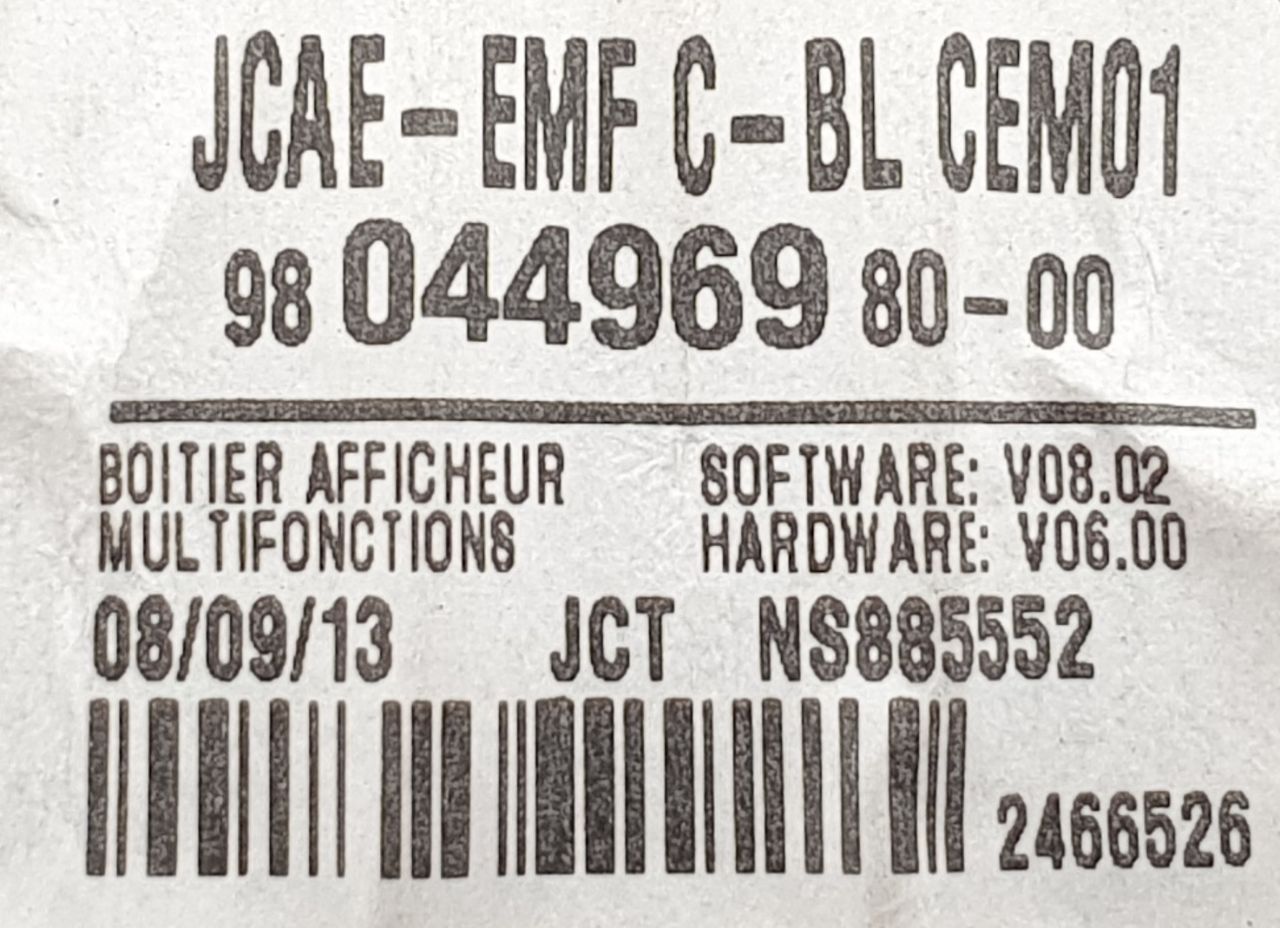 JCAE-EMF C-BL CEM01
98 044969 80-00
BOITIER AFFICHEUR SOFTWARE: V08.02
MULTIFONCTIONS HARDWARE: V06.00
08/09/13 JCT NS885552
2466526